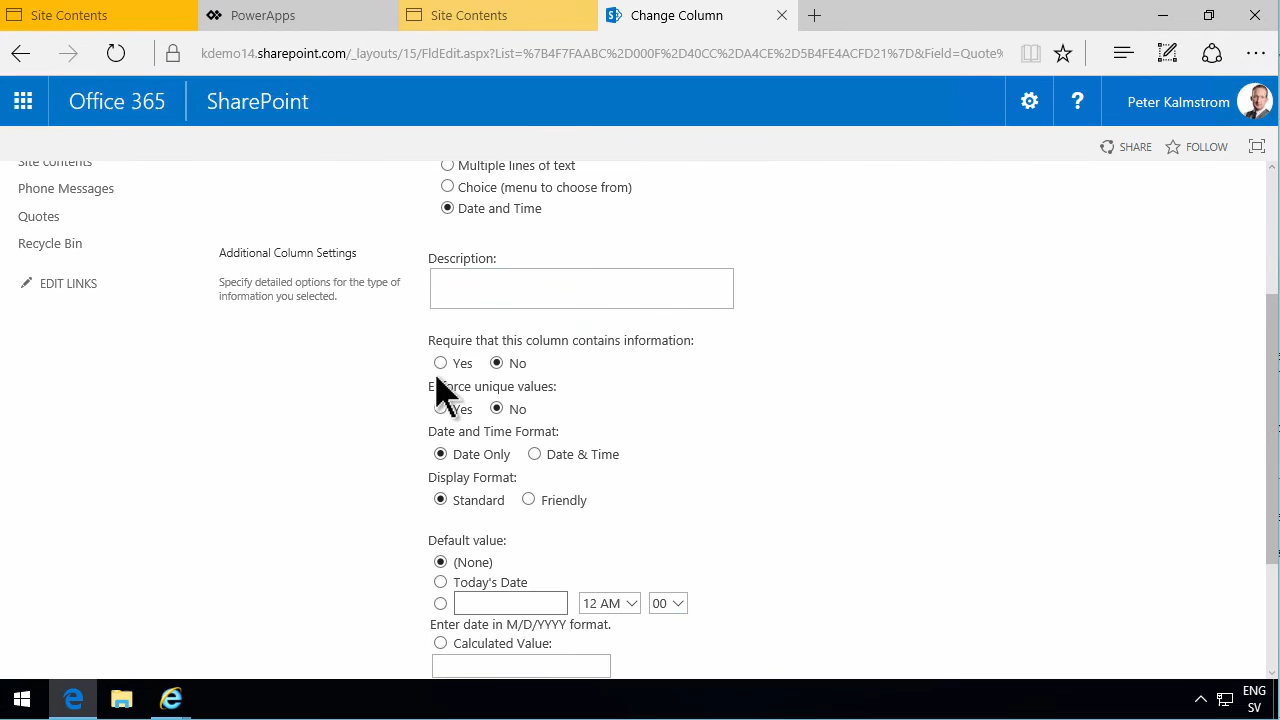 Site Contents
PowerApps
Site Contents
Change Column
kdemo14.sharepoint.com/_layouts/15/FldEdit.aspx?List=%7B4F7FAABC%2D000F%2D40CC%2DA4CE%2D5B4FE4ACFD21%7D&Field=Quote%
Office 365
SharePoint
?
Peter Kalmstrom
SHARE
FOLLOW
Site contents
Phone Messages
Quotes
Recycle Bin
EDIT LINKS
Multiple lines of text
Choice (menu to choose from)
Date and Time
Additional Column Settings
Specify detailed options for the type of
information you selected.
Description:
Require that this column contains information:
Yes No
Enforce unique values:
Yes No
Date and Time Format:
Date Only Date & Time
Display Format:
Standard Friendly
Default value:
(None)
Today's Date
12 AM 00
Enter date in M/D/YYYY format.
Calculated Value:
ENG
SV